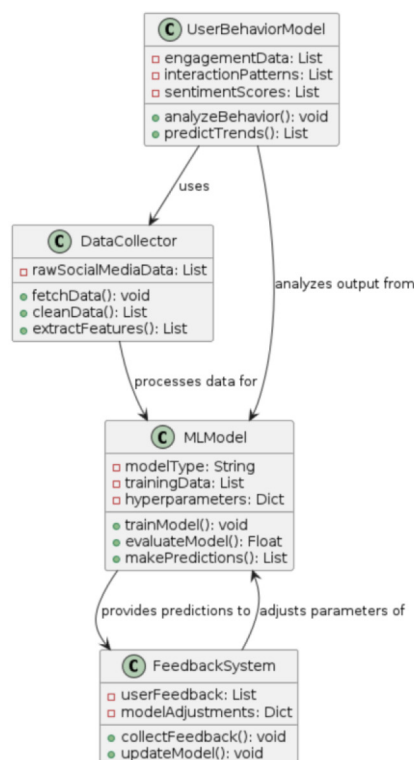 C UserBehaviorModel
engagementData: List
interactionPatterns: List
sentimentScores: List
analyzeBehavior(): void
predictTrends(): List
uses
C DataCollector
rawSocialMediaData: List
fetchData(): void
cleanData(): List
extractFeatures(): List
analyzes output from
processes data for
C MLModel
modelType: String
trainingData: List
hyperparameters: Dict
trainModel(): void
evaluateModel(): Float
makePredictions(): List
provides predictions to
adjusts parameters of
C FeedbackSystem
userFeedback: List
modelAdjustments: Dict
collectFeedback(): void
updateModel(): void